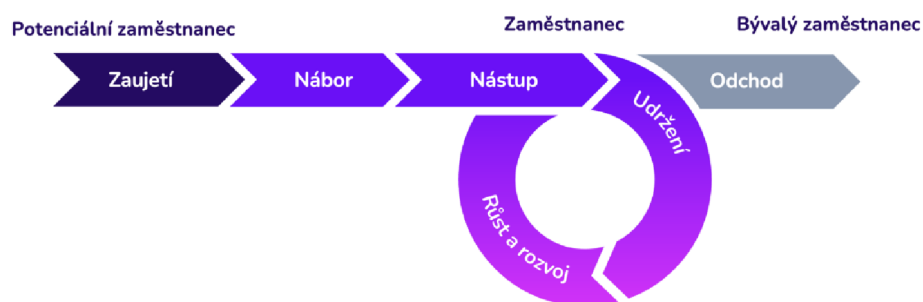 Potenciální zaměstnanec
Zaměstnanec
Bývalý zaměstnanec
Zaujetí
Nábor
Nástup
Odchod
Udržení
Růst a rozvoj